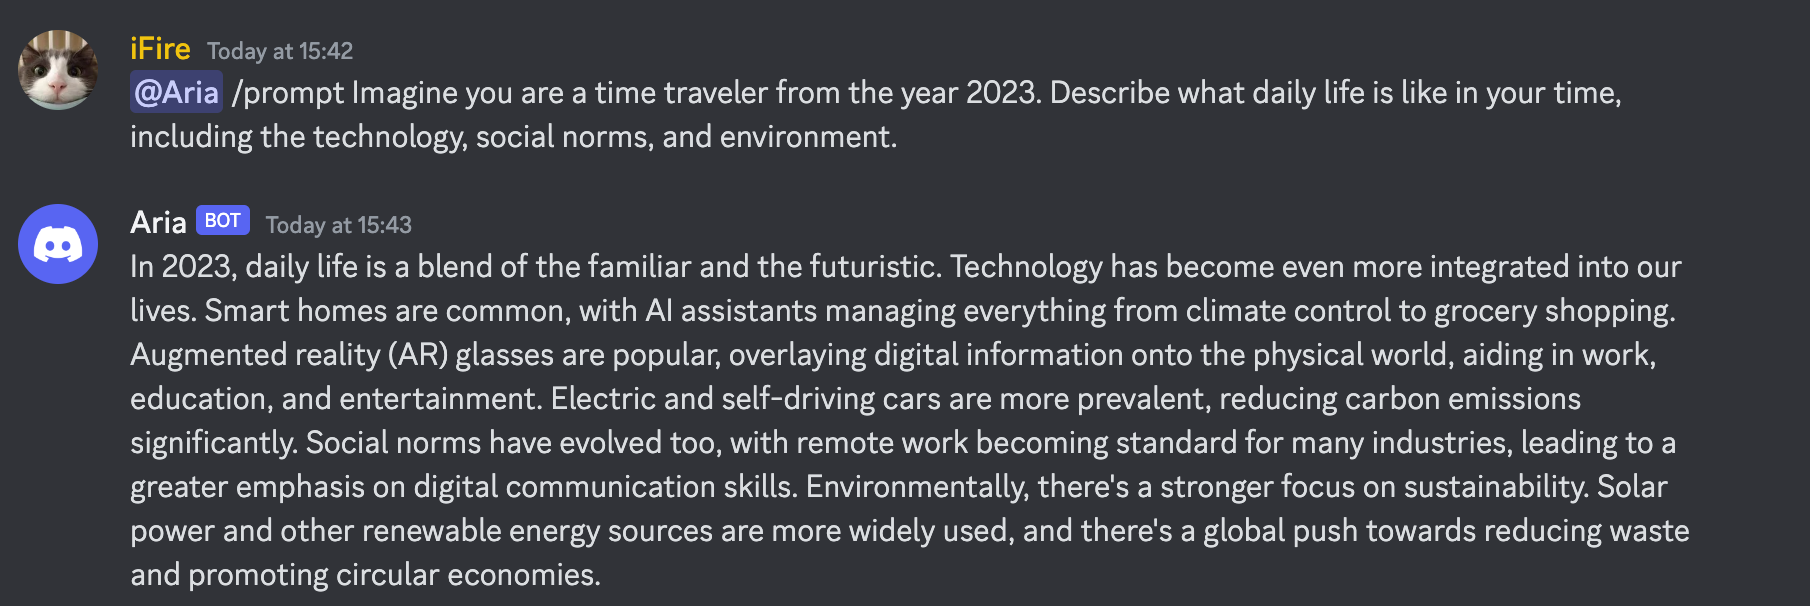 iFire Today at 15:42
@Aria /prompt Imagine you are a time traveler from the year 2023. Describe what daily life is like in your time,
including the technology, social norms, and environment.
Aria BOT Today at 15:43
In 2023, daily life is a blend of the familiar and the futuristic. Technology has become even more integrated into our
lives. Smart homes are common, with AI assistants managing everything from climate control to grocery shopping.
Augmented reality (AR) glasses are popular, overlaying digital information onto the physical world, aiding in work,
education, and entertainment. Electric and self-driving cars are more prevalent, reducing carbon emissions
significantly. Social norms have evolved too, with remote work becoming standard for many industries, leading to a
greater emphasis on digital communication skills. Environmentally, there's a stronger focus on sustainability. Solar
power and other renewable energy sources are more widely used, and there's a global push towards reducing waste
and promoting circular economies.